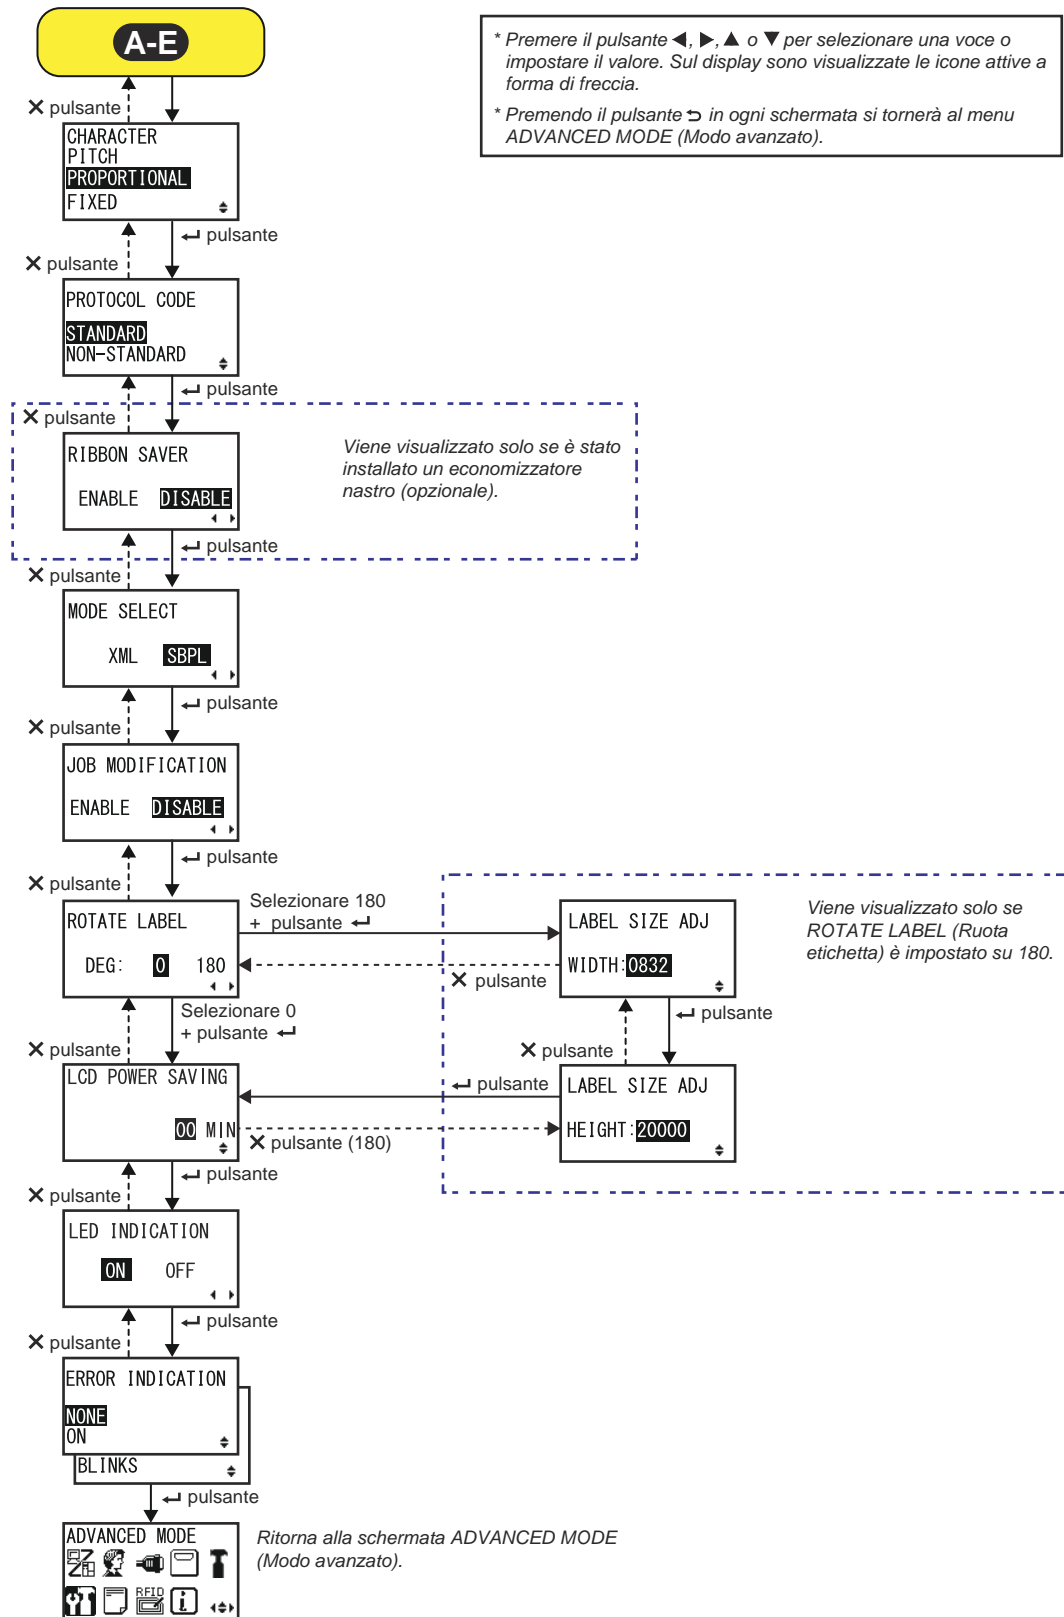 A-E
* Premere il pulsante ◀, ▶, ▲ o ▼ per selezionare una voce o
impostare il valore. Sul display sono visualizzate le icone attive a
forma di freccia.
* Premendo il pulsante ⮌ in ogni schermata si tornerà al menu
ADVANCED MODE (Modo avanzato).
✕ pulsante
CHARACTER
PITCH
PROPORTIONAL
FIXED
↵ pulsante
✕ pulsante
PROTOCOL CODE
STANDARD
NON-STANDARD
↵ pulsante
✕ pulsante
RIBBON SAVER
ENABLE DISABLE
Viene visualizzato solo se è stato
installato un economizzatore
nastro (opzionale).
↵ pulsante
✕ pulsante
MODE SELECT
XML SBPL
↵ pulsante
✕ pulsante
JOB MODIFICATION
ENABLE DISABLE
↵ pulsante
✕ pulsante
ROTATE LABEL
DEG: 0 180
Selezionare 180
+ pulsante ↵
LABEL SIZE ADJ
WIDTH:0832
Viene visualizzato solo se
ROTATE LABEL (Ruota
etichetta) è impostato su 180.
✕ pulsante
Selezionare 0
+ pulsante ↵
↵ pulsante
✕ pulsante
✕ pulsante
LCD POWER SAVING
00 MIN
↵ pulsante
LABEL SIZE ADJ
HEIGHT:20000
✕ pulsante (180)
↵ pulsante
✕ pulsante
LED INDICATION
ON OFF
↵ pulsante
✕ pulsante
ERROR INDICATION
NONE
ON
BLINKS
↵ pulsante
ADVANCED MODE
RFID
i
Ritorna alla schermata ADVANCED MODE
(Modo avanzato).